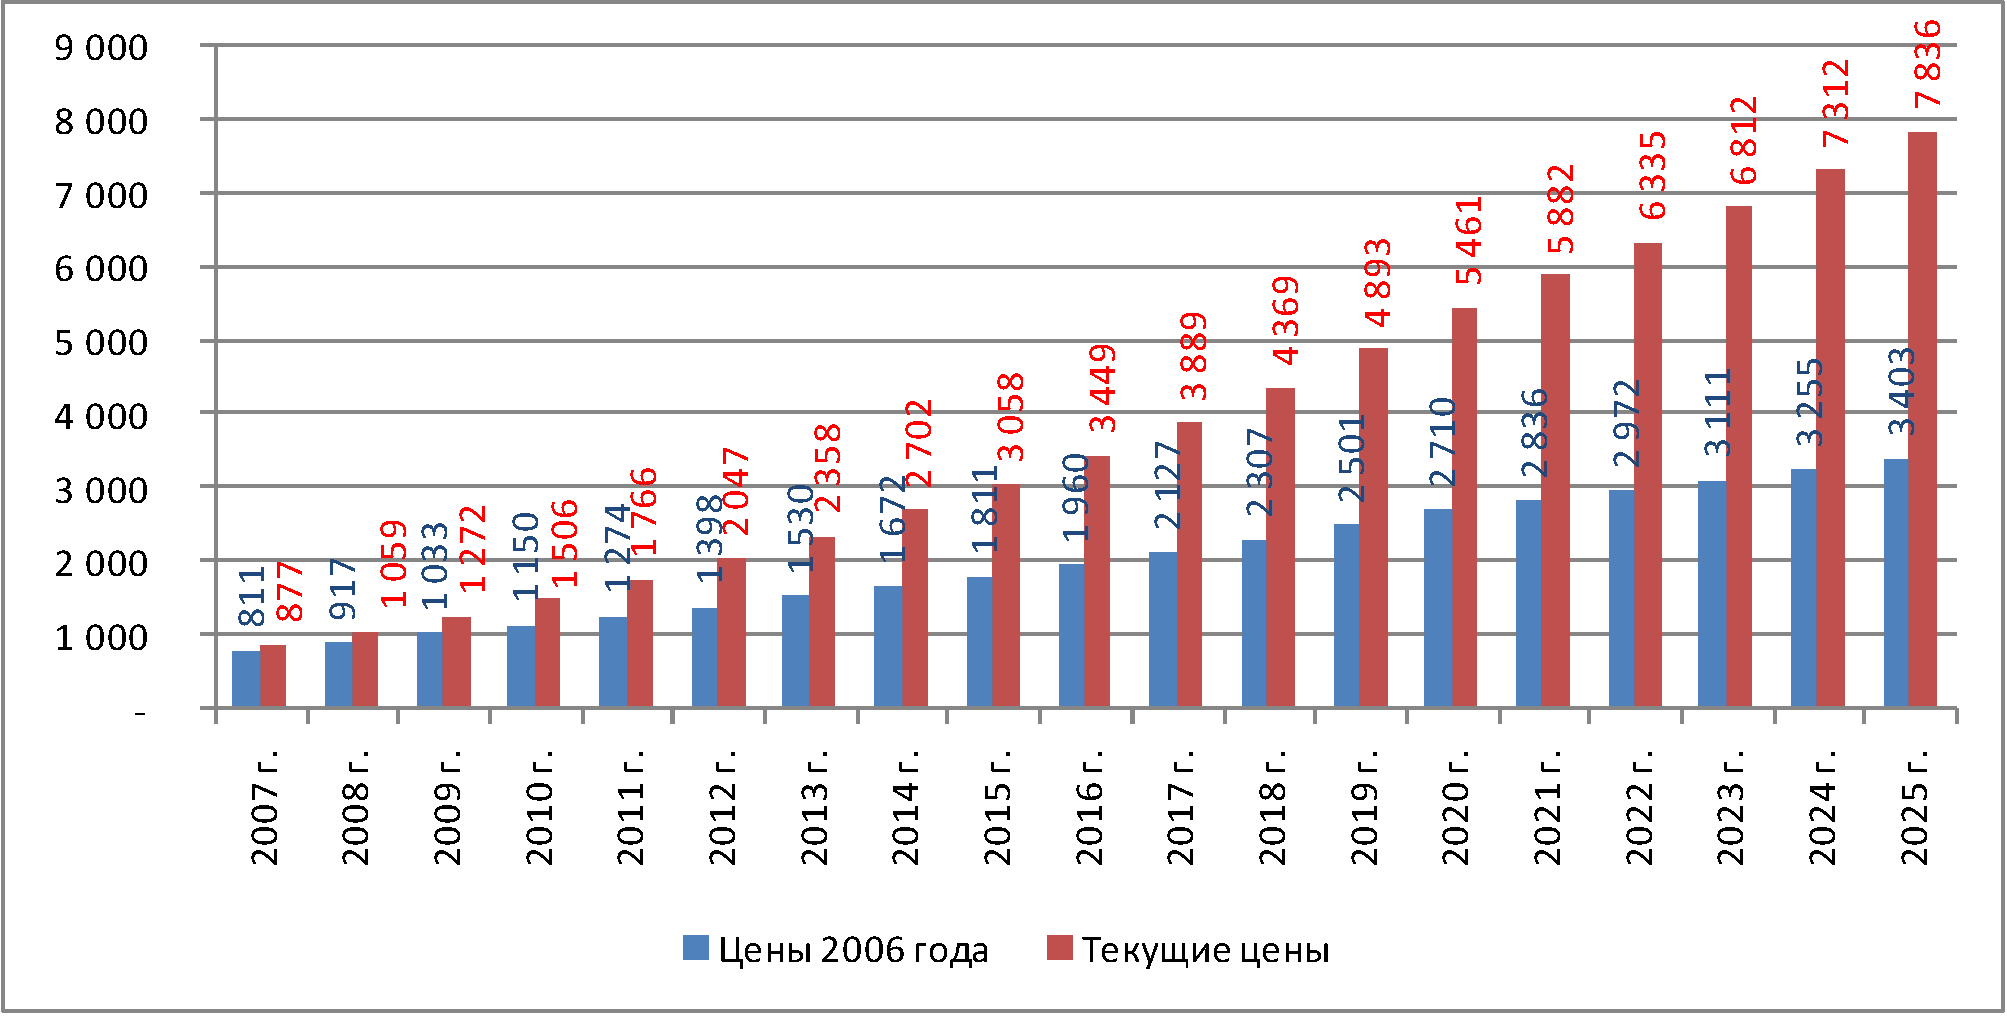 9 000
8 000
7 000
6 000
5 000
4 000
3 000
2 000
1 000
-
811
877
917
1 059
1 033
1 272
1 150
1 506
1 274
1 766
1 398
2 047
1 530
2 358
1 672
2 702
1 811
3 058
1 960
3 449
2 127
3 889
2 307
4 369
2 501
4 893
2 710
5 461
2 836
5 882
2 972
6 335
3 111
6 812
3 255
7 312
3 403
7 836
2007 г.
2008 г.
2009 г.
2010 г.
2011 г.
2012 г.
2013 г.
2014 г.
2015 г.
2016 г.
2017 г.
2018 г.
2019 г.
2020 г.
2021 г.
2022 г.
2023 г.
2024 г.
2025 г.
Цены 2006 года
Текущие цены